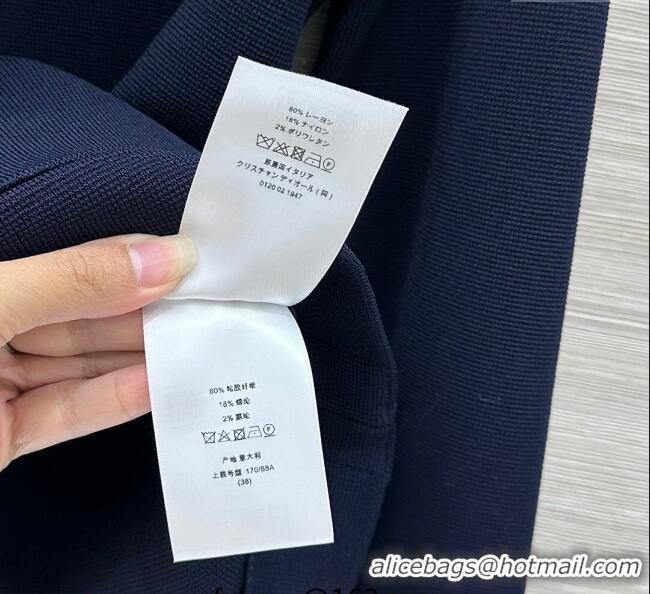 80% レーヨン
18% ナイロン
2% ポリウレタン
F
原産国イタリア
クリスチャンディオール(同)
0120 02 1947
80% 粘胶纤维
18% 锦纶
2% 氨纶
F
产地 意大利
上装号型 170/88A
(38)
alicebags@hotmail.com